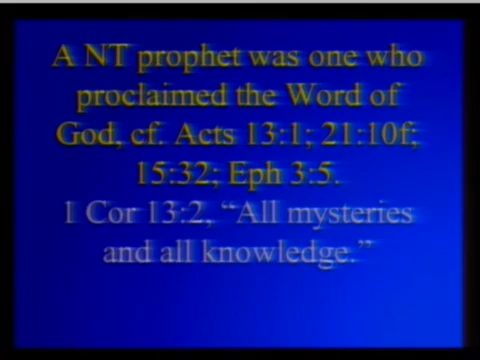 A NT prophet was one who
proclaimed the Word of
God, cf. Acts 13:1; 21:10f;
15:32; Eph 3:5.
1 Cor 13:2, “All mysteries
and all knowledge.”